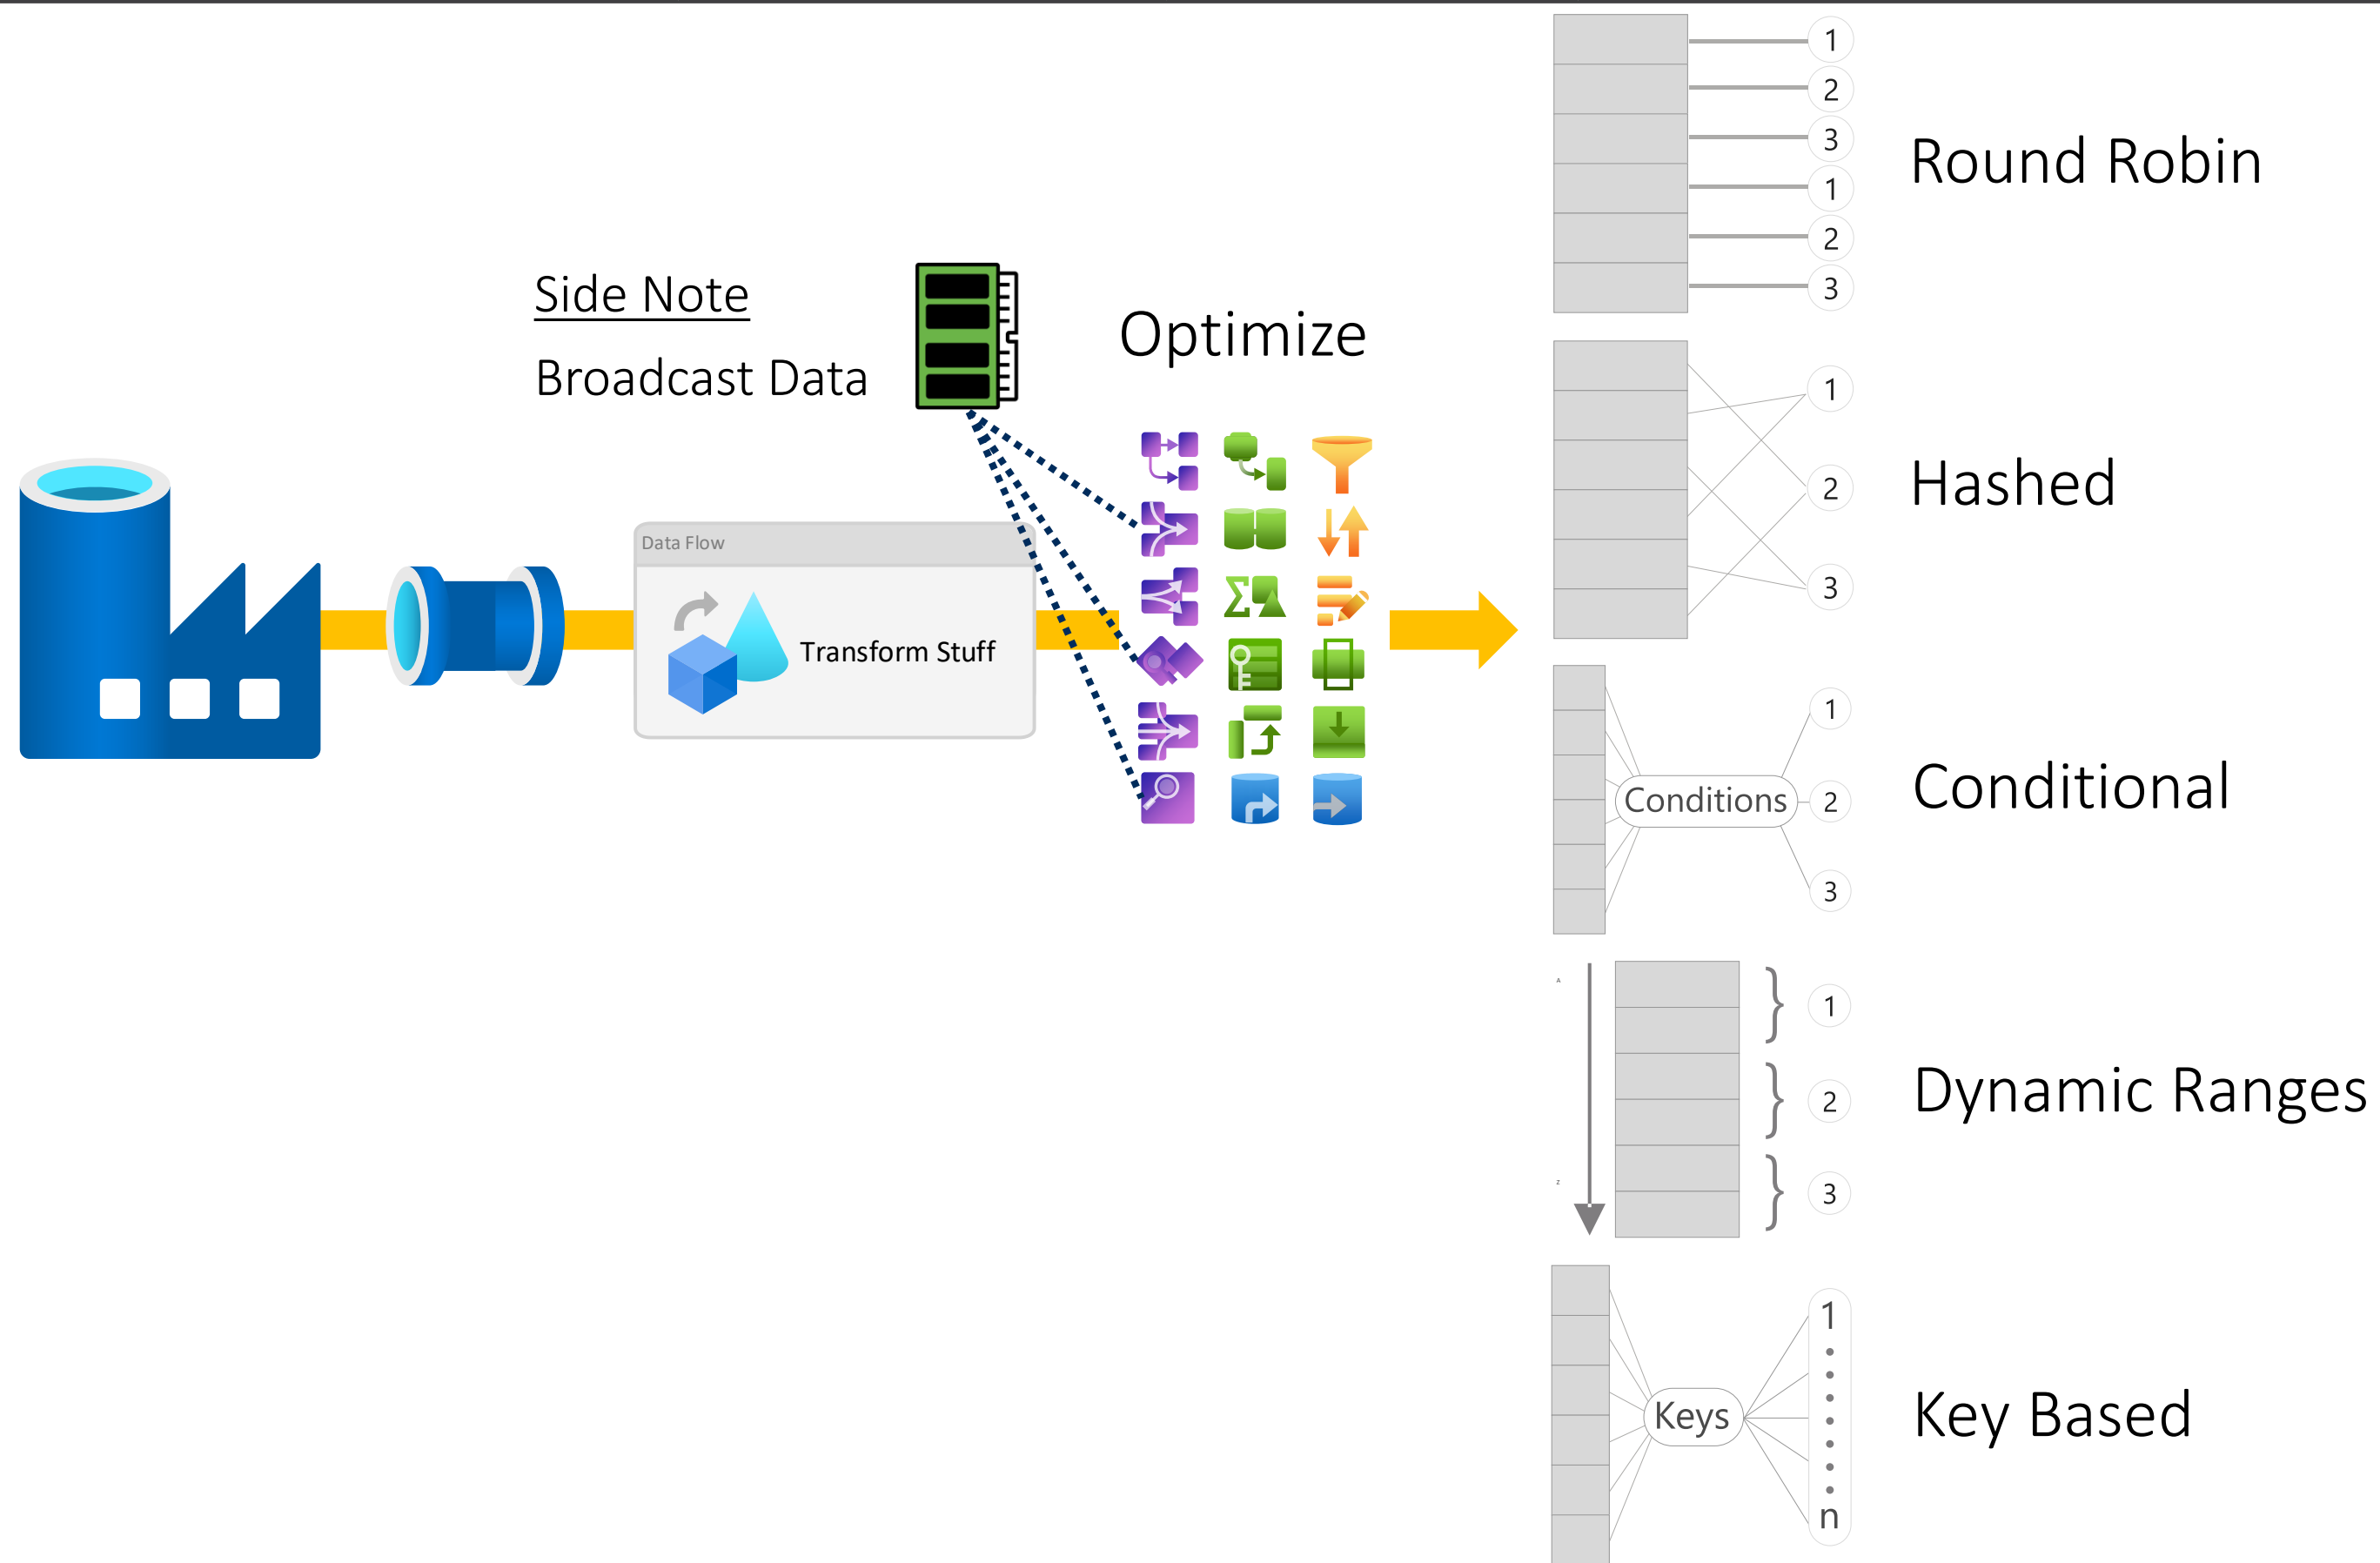 Side Note
Broadcast Data
Optimize
Data Flow
Transform Stuff
1
2
3
1
2
3
Round Robin
1
2
3
Hashed
Conditions
1
2
3
Conditional
A
Z
1
2
3
Dynamic Ranges
Keys
1
n
Key Based